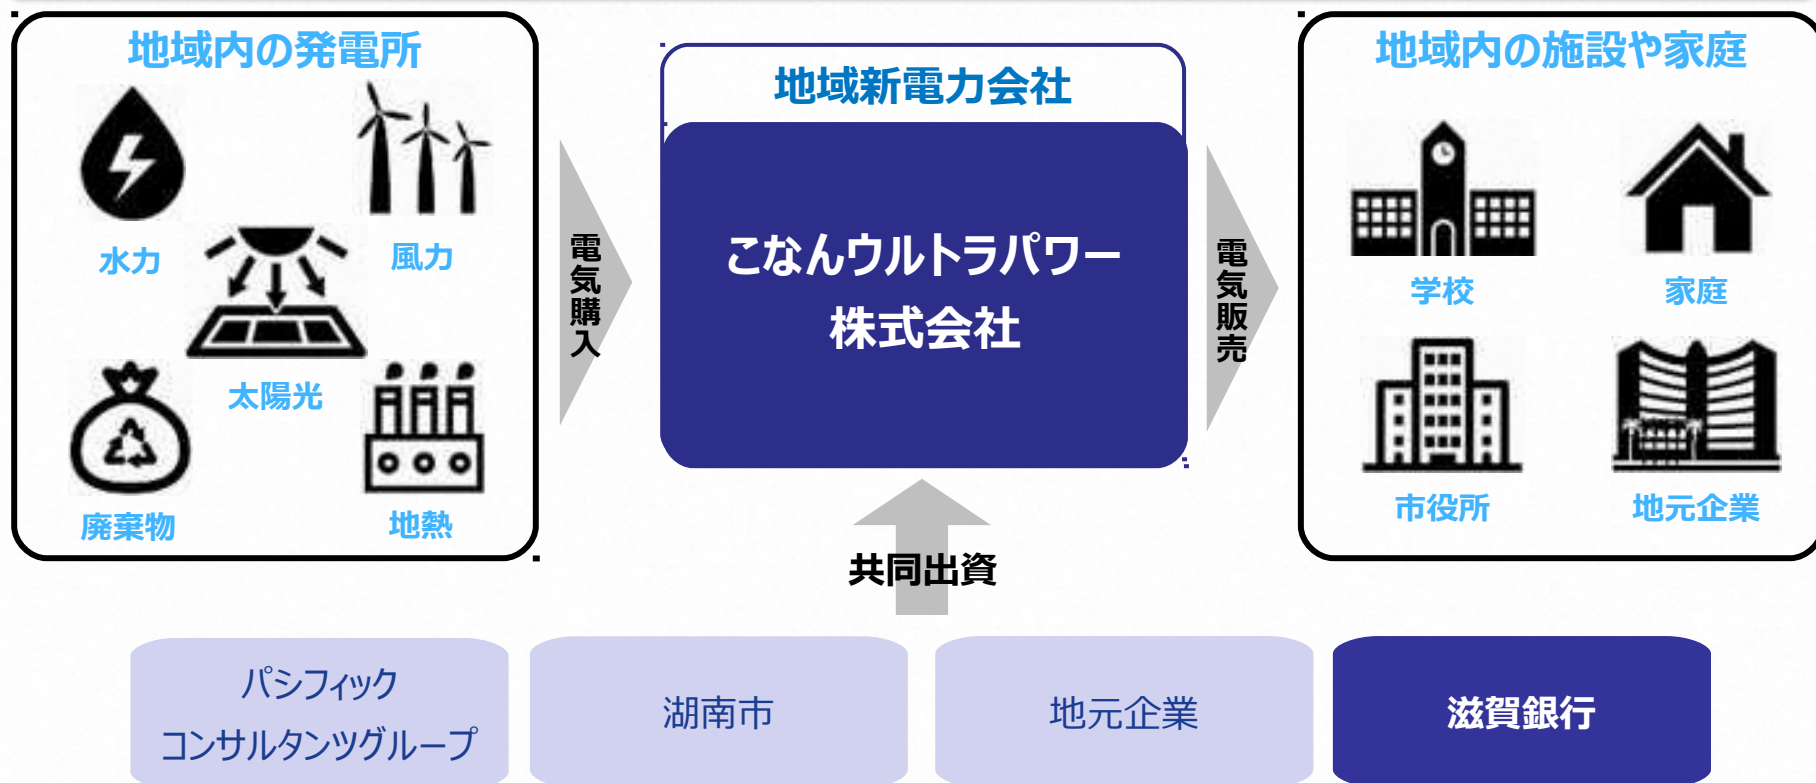 地域内の発電所
水力
風力
太陽光
廃棄物
地熱
電気購入
地域新電力会社
こなんウルトラパワー
株式会社
電気販売
地域内の施設や家庭
学校
家庭
市役所
地元企業
共同出資
パシフィック
コンサルタンツグループ
湖南市
地元企業
滋賀銀行